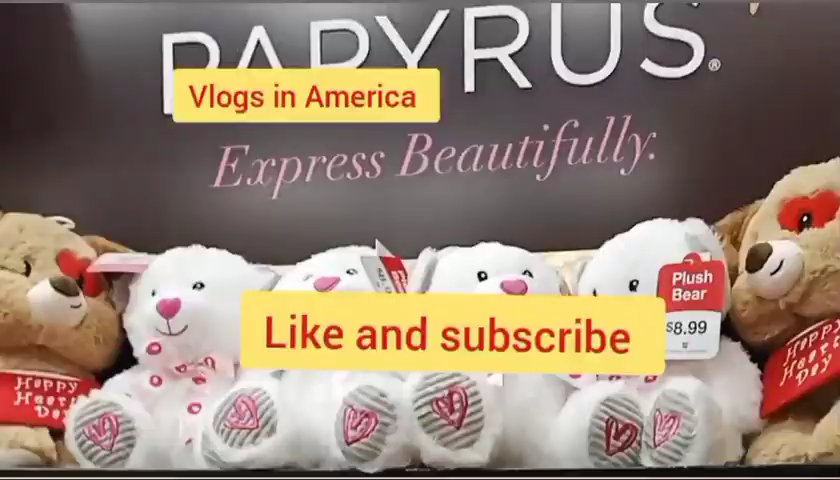 PAPYRUS®
Vlogs in America
Express Beautifully.
Plush
Bear
$8.99
Like and subscribe
Happy
Heart
Day
Happy
Heart
Day